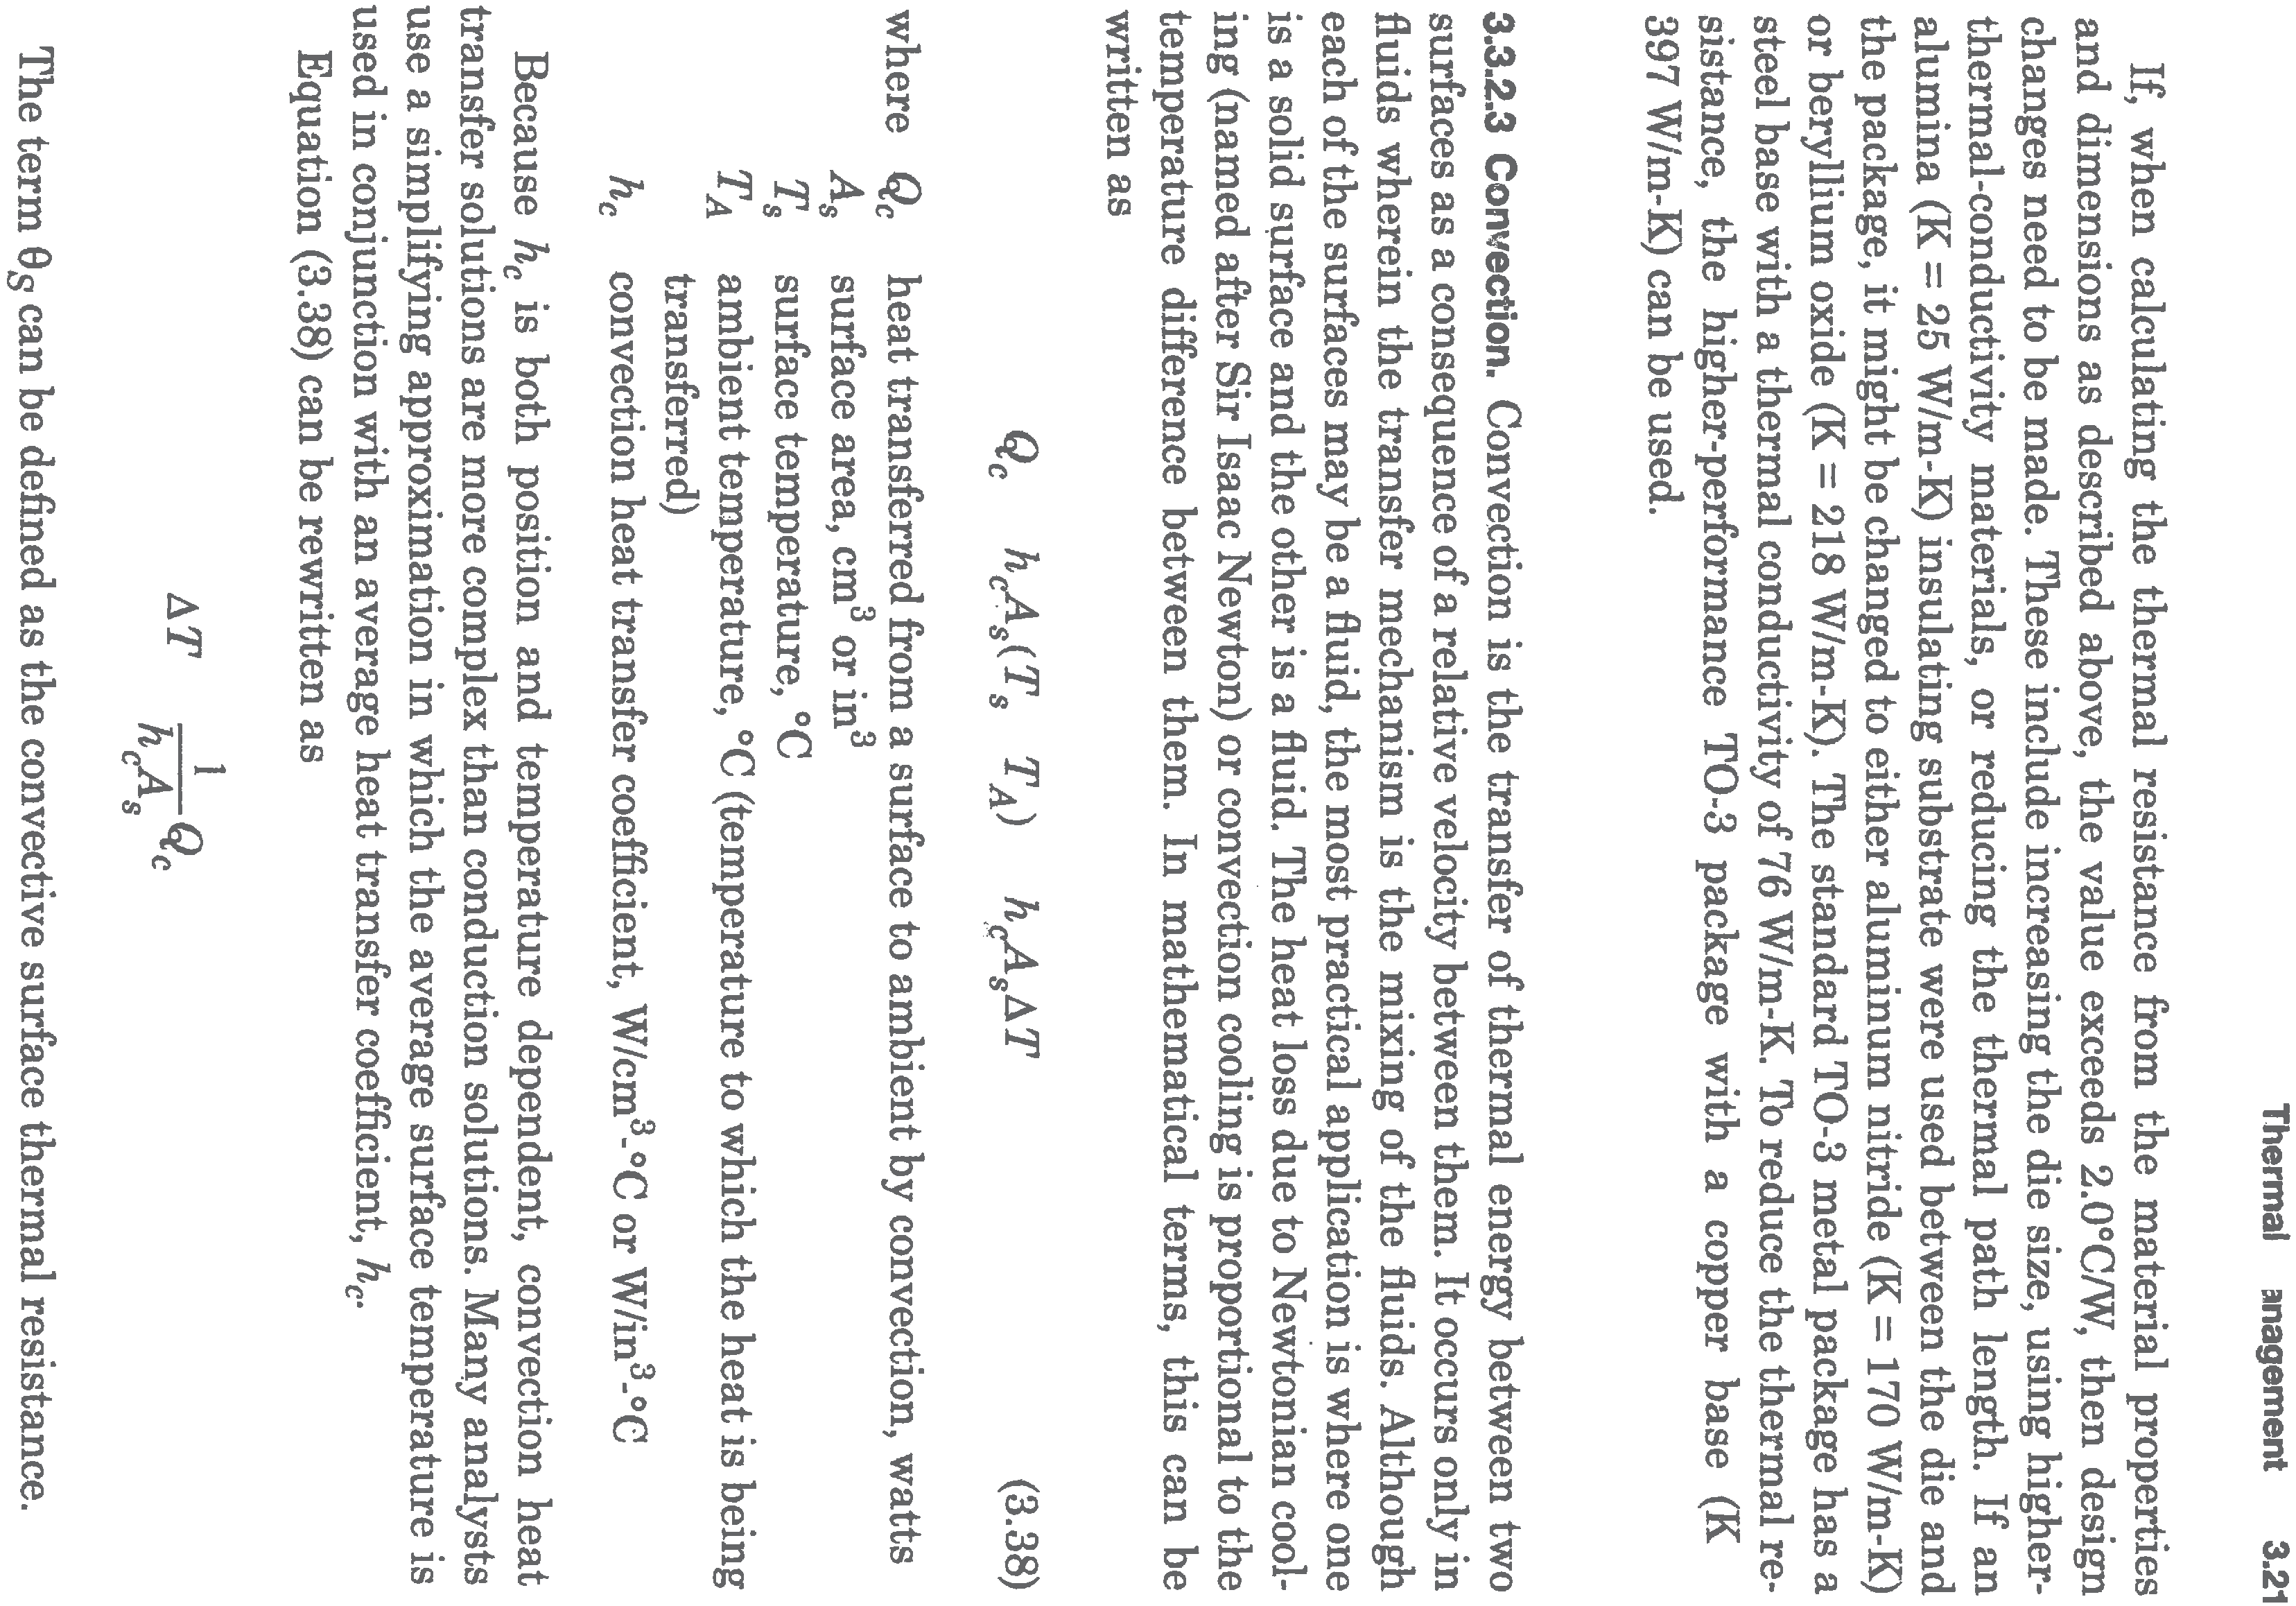 Thermal anagement 3.21
If, when calculating the thermal resistance from the material properties
and dimensions as described above, the value exceeds 2.0°C/W, then design
changes need to be made. These include increasing the die size, using higher-
thermal-conductivity materials, or reducing the thermal path length. If an
alumina (K = 25 W/m-K) insulating substrate were used between the die and
the package, it might be changed to either aluminum nitride (K = 170 W/m-K)
or beryllium oxide (K = 218 W/m-K). The standard TO-3 metal package has a
steel base with a thermal conductivity of 76 W/m-K. To reduce the thermal re-
sistance, the higher-performance TO-3 package with a copper base (K
397 W/m-K) can be used.
3.3.2.3 Convection. Convection is the transfer of thermal energy between two
surfaces as a consequence of a relative velocity between them. It occurs only in
fluids wherein the transfer mechanism is the mixing of the fluids. Although
each of the surfaces may be a fluid, the most practical application is where one
is a solid surface and the other is a fluid. The heat loss due to Newtonian cool-
ing (named after Sir Isaac Newton) or convection cooling is proportional to the
temperature difference between them. In mathematical terms, this can be
written as
Q_c h_cA_s(T_s T_A) h_cA_sΔT (3.38)
where Q_c heat transferred from a surface to ambient by convection, watts
A_s surface area, cm³ or in³
T_s surface temperature, °C
T_A ambient temperature, °C (temperature to which the heat is being
transferred)
h_c convection heat transfer coefficient, W/cm³-°C or W/in³-°C
Because h_c is both position and temperature dependent, convection heat
transfer solutions are more complex than conduction solutions. Many analysts
use a simplifying approximation in which the average surface temperature is
used in conjunction with an average heat transfer coefficient, h_c.
Equation (3.38) can be rewritten as
ΔT 1/(h_cA_s) Q_c
The term θ_S can be defined as the convective surface thermal resistance.